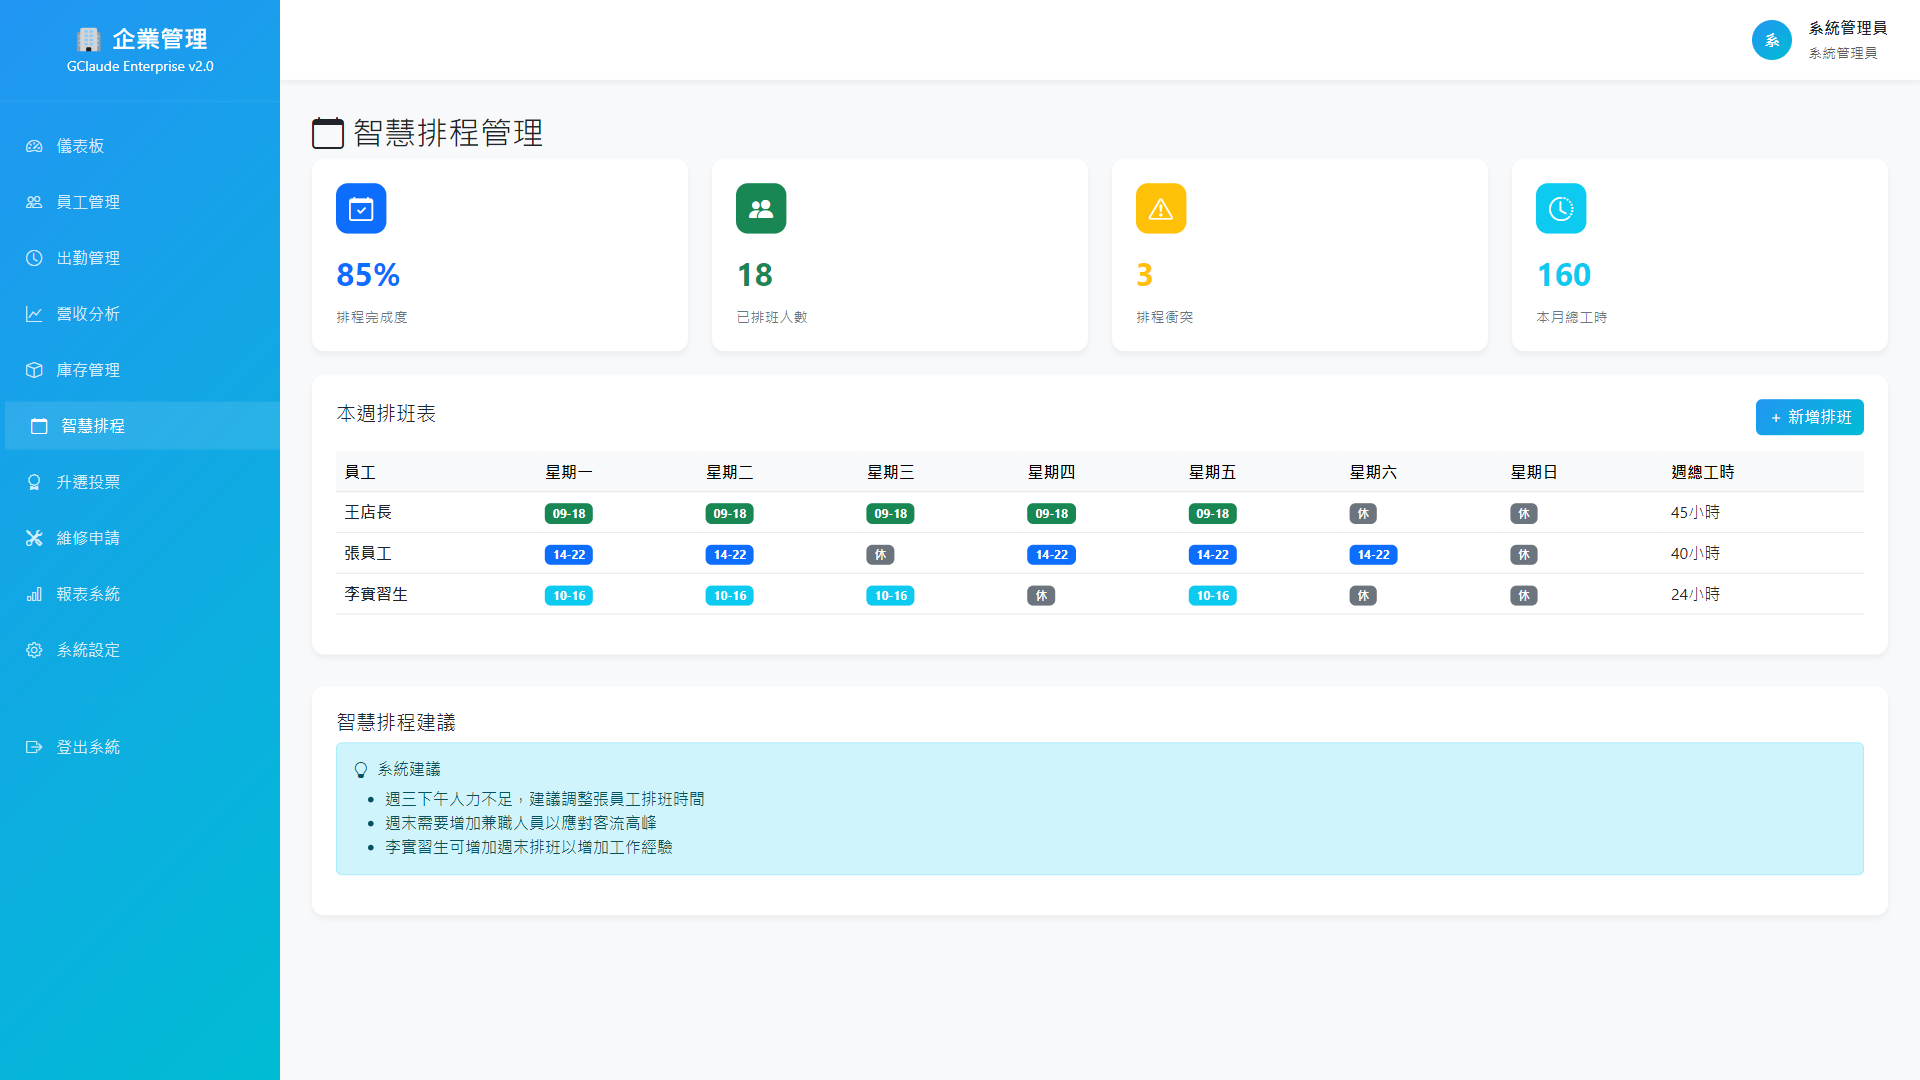 企業管理
GClaude Enterprise v2.0
儀表板
員工管理
出勤管理
營收分析
庫存管理
智慧排程
升遷投票
維修申請
報表系統
系統設定
登出系統
系
系統管理員
系統管理員
智慧排程管理
85%
排程完成度
18
已排班人數
3
排程衝突
160
本月總工時
本週排班表
+ 新增排班
員工 星期一 星期二 星期三 星期四 星期五 星期六 星期日 週總工時
王店長 09-18 09-18 09-18 09-18 09-18 休 休 45小時
張員工 14-22 14-22 休 14-22 14-22 14-22 休 40小時
李實習生 10-16 10-16 10-16 休 10-16 休 休 24小時
智慧排程建議
系統建議
• 週三下午人力不足，建議調整張員工排班時間
• 週末需要增加兼職人員以應對客流高峰
• 李實習生可增加週末排班以增加工作經驗